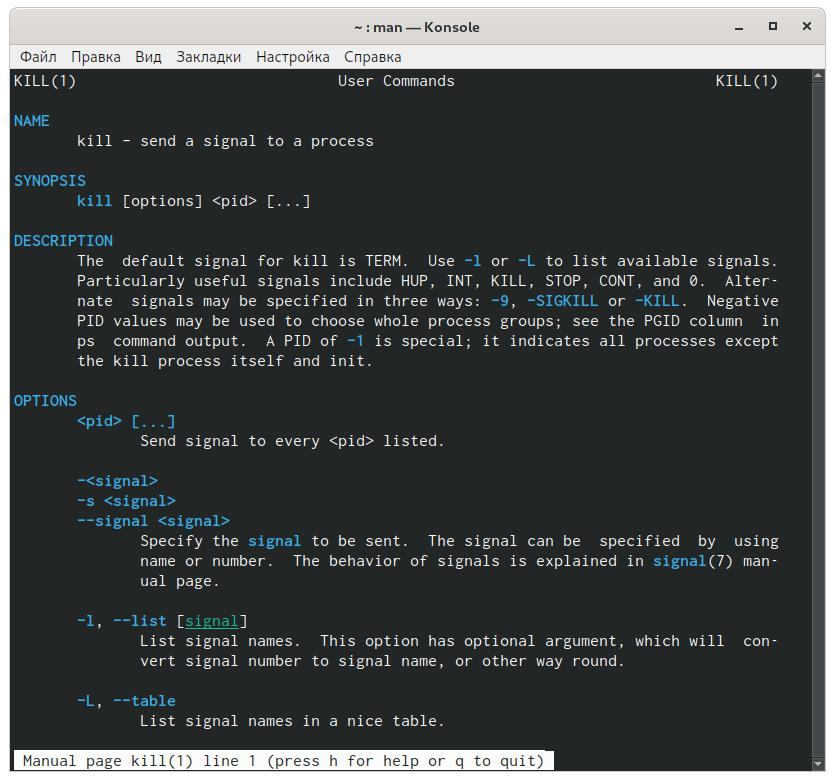 ~ : man — Konsole
Файл Правка Вид Закладки Настройка Справка
KILL(1) User Commands KILL(1)
NAME
kill - send a signal to a process
SYNOPSIS
kill [options] <pid> [...]
DESCRIPTION
The default signal for kill is TERM. Use -l or -L to list available signals.
Particularly useful signals include HUP, INT, KILL, STOP, CONT, and 0. Alter-
nate signals may be specified in three ways: -9, -SIGKILL or -KILL. Negative
PID values may be used to choose whole process groups; see the PGID column in
ps command output. A PID of -1 is special; it indicates all processes except
the kill process itself and init.
OPTIONS
<pid> [...]
Send signal to every <pid> listed.
-<signal>
-s <signal>
--signal <signal>
Specify the signal to be sent. The signal can be specified by using
name or number. The behavior of signals is explained in signal(7) man-
ual page.
-l, --list [signal]
List signal names. This option has optional argument, which will con-
vert signal number to signal name, or other way round.
-L, --table
List signal names in a nice table.
Manual page kill(1) line 1 (press h for help or q to quit)